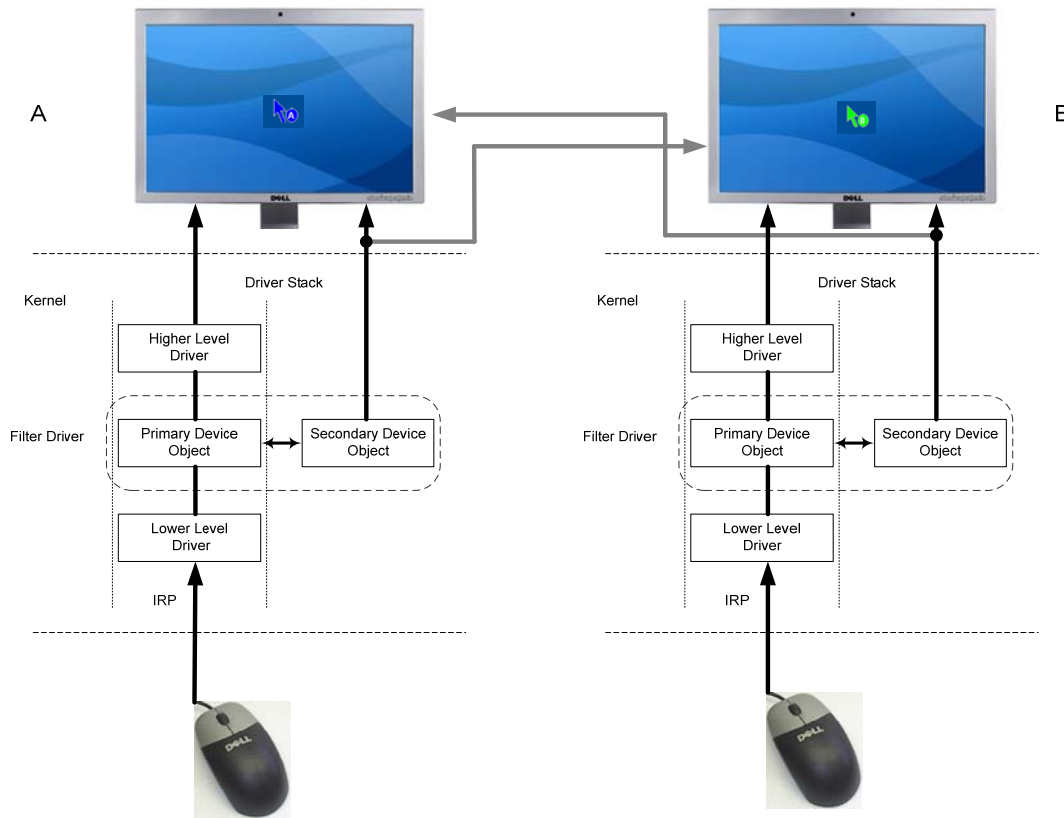 A
A
DELL
B
DELL
Driver Stack
Kernel
Higher Level
Driver
Filter Driver
Primary Device
Object
Secondary Device
Object
Lower Level
Driver
IRP
DELL
Driver Stack
Kernel
Higher Level
Driver
Filter Driver
Primary Device
Object
Secondary Device
Object
Lower Level
Driver
IRP
DELL